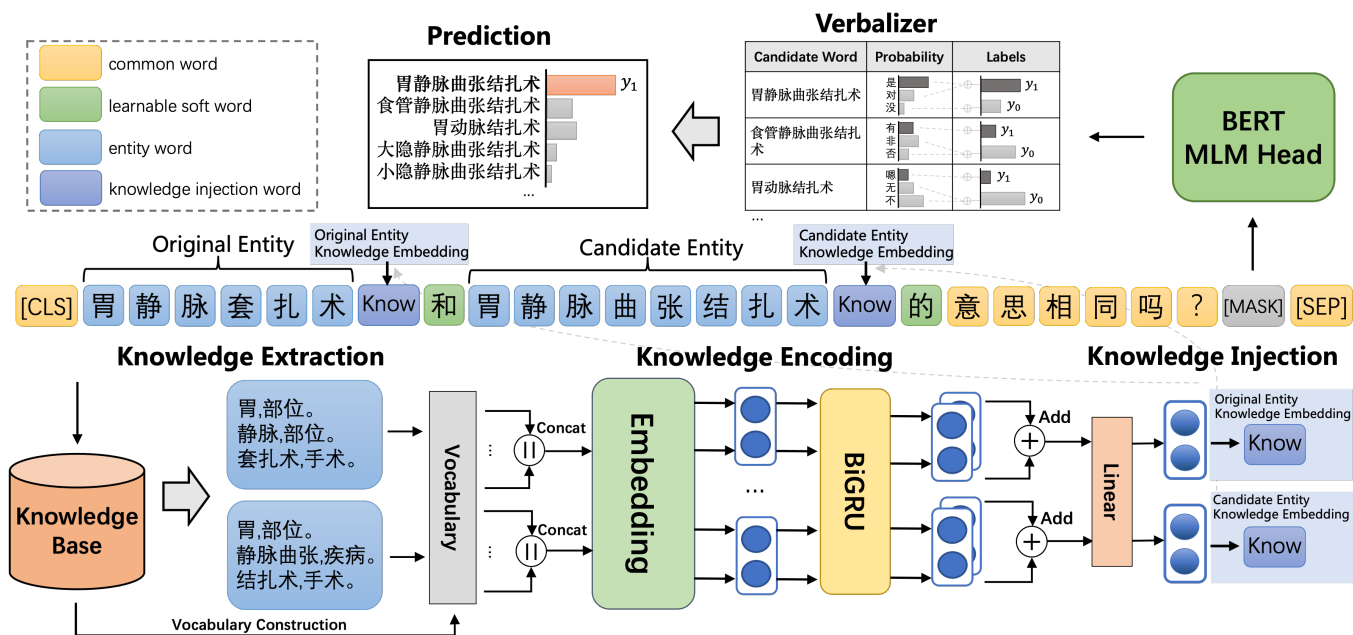 common word
learnable soft word
entity word
knowledge injection word
Prediction
胃静脉曲张结扎术
食管静脉曲张结扎术
胃动脉结扎术
大隐静脉曲张结扎术
小隐静脉曲张结扎术
...
y1
Verbalizer
Candidate Word Probability Labels
胃静脉曲张结扎术
是
对
没
y1
y0
食管静脉曲张结扎
术
有
非
否
y1
y0
胃动脉结扎术
嗯
无
不
y1
y0
...
BERT
MLM Head
Original Entity
Original Entity
Knowledge Embedding
Candidate Entity
Candidate Entity
Knowledge Embedding
[CLS] 胃 静 脉 套 扎 术 Know 和 胃 静 脉 曲 张 结 扎 术 Know 的 意 思 相 同 吗 ? [MASK] [SEP]
Knowledge Extraction
Knowledge Encoding
Knowledge Injection
Knowledge
Base
胃,部位。
静脉,部位。
套扎术,手术。
胃,部位。
静脉曲张,疾病。
结扎术,手术。
Vocabulary
Vocabulary Construction
...
Concat
...
Concat
Embedding
...
BiGRU
Add
Add
Linear
Original Entity
Knowledge Embedding
Know
Candidate Entity
Knowledge Embedding
Know